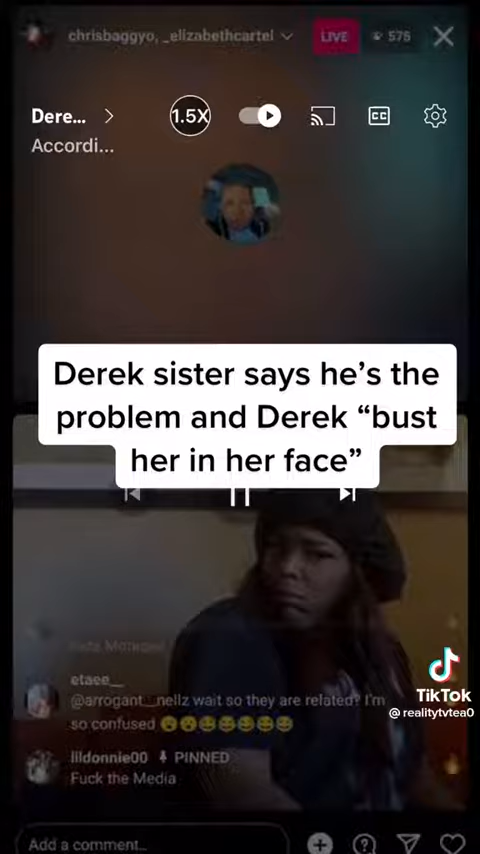 chrisbaggyo, _elizabethcartel
LIVE
575
Dere...
1.5X
CC
Accordi...
Derek sister says he's the
problem and Derek “bust
her in her face”
etaee__
@arrogant__nellz wait so they are related? I'm
so confused 😮😮😂😂😂😂😂
lildonnie00 PINNED
Fuck the Media
TikTok
@realitytvtea0
Add a comment...